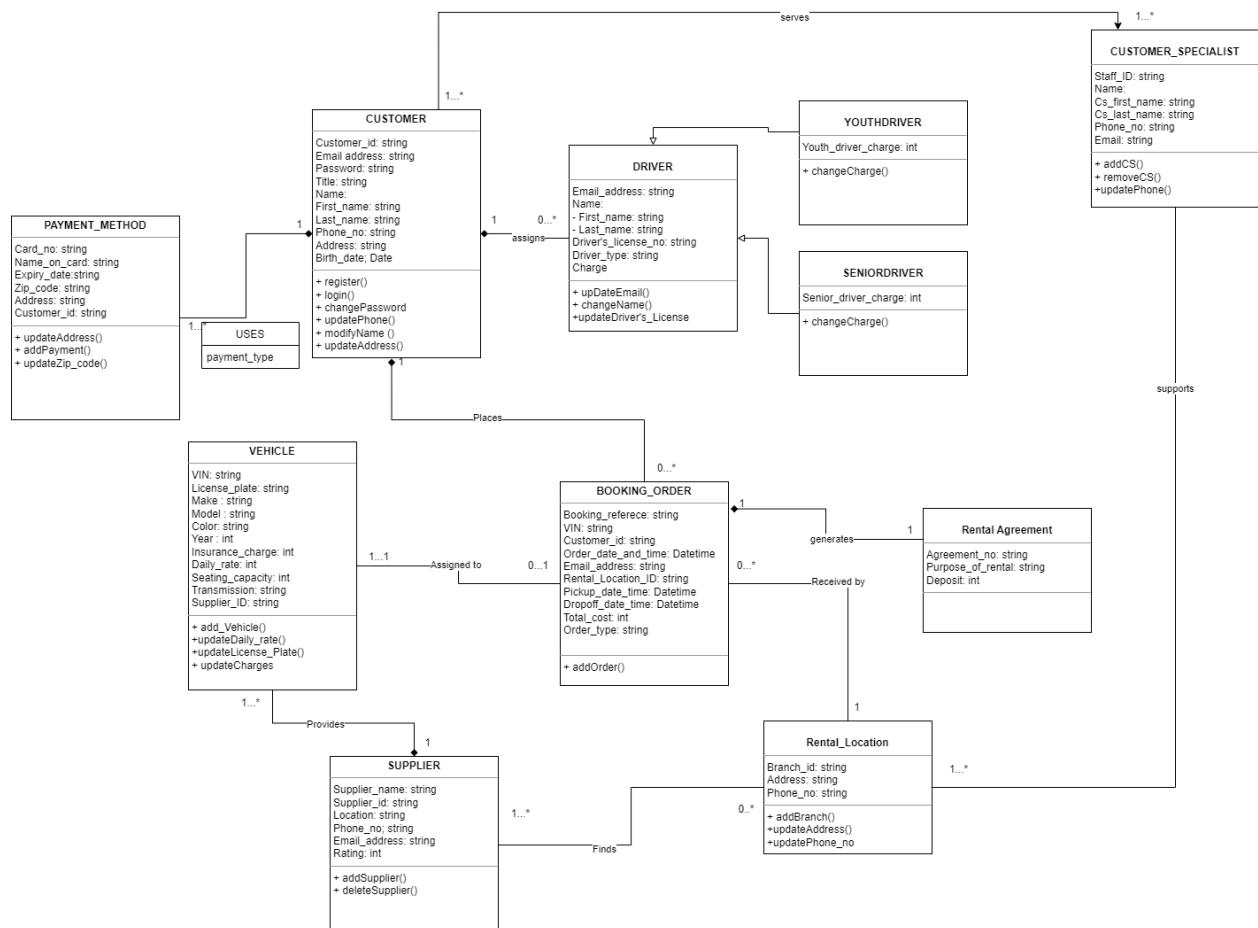 serves
1...*
CUSTOMER_SPECIALIST
Staff_ID: string
Name:
Cs_first_name: string
Cs_last_name: string
Phone_no: string
Email: string
+ addCS()
+ removeCS()
+updatePhone()
1...*
CUSTOMER
Customer_id: string
Email address: string
Password: string
Title: string
Name:
First_name: string
Last_name: string
Phone_no: string
Address: string
Birth_date; Date
+ register()
+ login()
+ changePassword
+ updatePhone()
+ modifyName ()
+ updateAddress()
YOUTHDRIVER
Youth_driver_charge: int
+ changeCharge()
DRIVER
Email_address: string
Name:
- First_name: string
- Last_name: string
Driver's_license_no: string
Driver_type: string
Charge
+ upDateEmail()
+ changeName()
+updateDriver's_License
1
0...*
assigns
SENIORDRIVER
Senior_driver_charge: int
+ changeCharge()
PAYMENT_METHOD
Card_no: string
Name_on_card: string
Expiry_date:string
Zip_code: string
Address: string
Customer_id: string
+ updateAddress()
+ addPayment()
+ updateZip_code()
1
1...*
USES
payment_type
1
supports
Places
0...*
VEHICLE
VIN: string
License_plate: string
Make : string
Model : string
Color: string
Year : int
Insurance_charge: int
Daily_rate: int
Seating_capacity: int
Transmission: string
Supplier_ID: string
+ add_Vehicle()
+updateDaily_rate()
+updateLicense_Plate()
+ updateCharges
1...1
Assigned to
0...1
BOOKING_ORDER
Booking_referece: string
VIN: string
Customer_id: string
Order_date_and_time: Datetime
Email_address: string
Rental_Location_ID: string
Pickup_date_time: Datetime
Dropoff_date_time: Datetime
Total_cost: int
Order_type: string
+ addOrder()
1
generates
1
Rental Agreement
Agreement_no: string
Purpose_of_rental: string
Deposit: int
0...*
Received by
1
1...*
Provides
1
SUPPLIER
Supplier_name: string
Supplier_id: string
Location: string
Phone_no; string
Email_address: string
Rating: int
+ addSupplier()
+ deleteSupplier()
1...*
Finds
0..*
Rental_Location
Branch_id: string
Address: string
Phone_no: string
+ addBranch()
+updateAddress()
+updatePhone_no
1...*